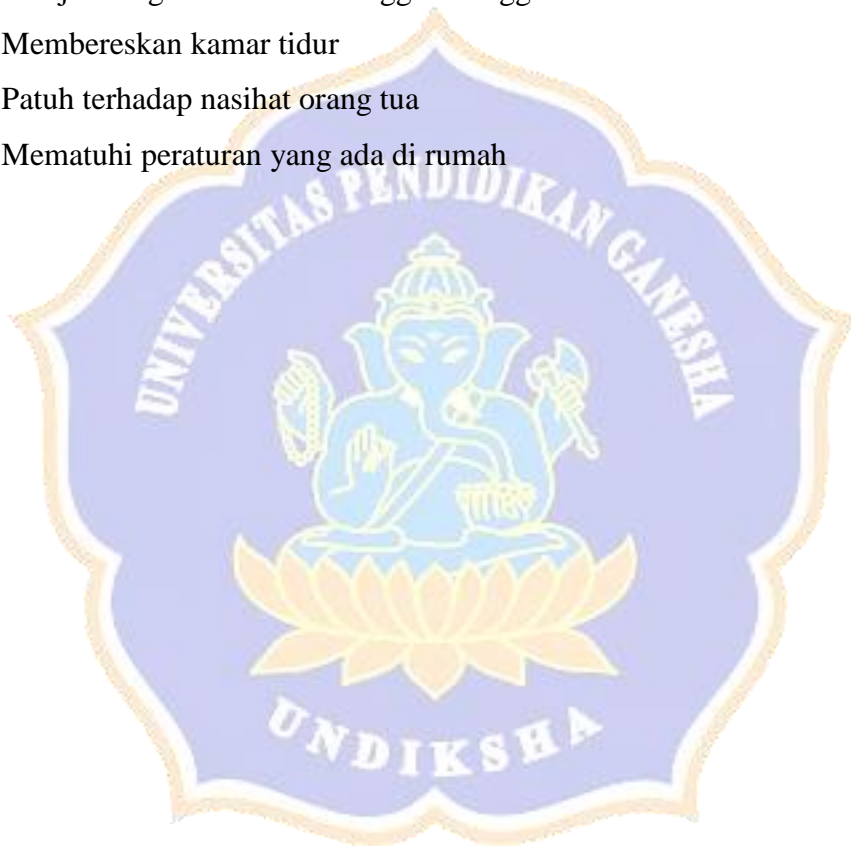 Membereskan kamar tidur
Patuh terhadap nasihat orang tua
Mematuhi peraturan yang ada di rumah
UNIVERSITAS PENDIDIKAN GANESHA
UNDIKSHA